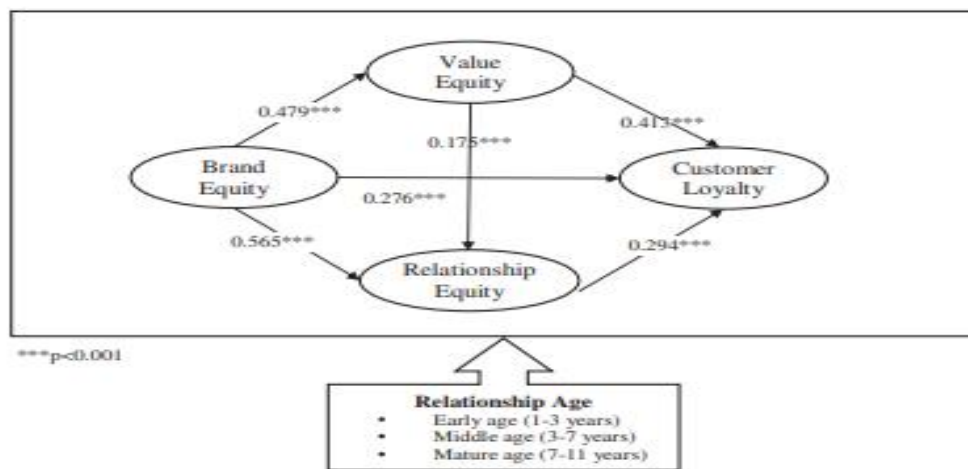 Value
Equity
0.479***
0.413***
0.175***
Brand
Equity
Customer
Loyalty
0.276***
0.565***
0.294***
Relationship
Equity
***p<0.001
Relationship Age
• Early age (1-3 years)
• Middle age (3-7 years)
• Mature age (7-11 years)